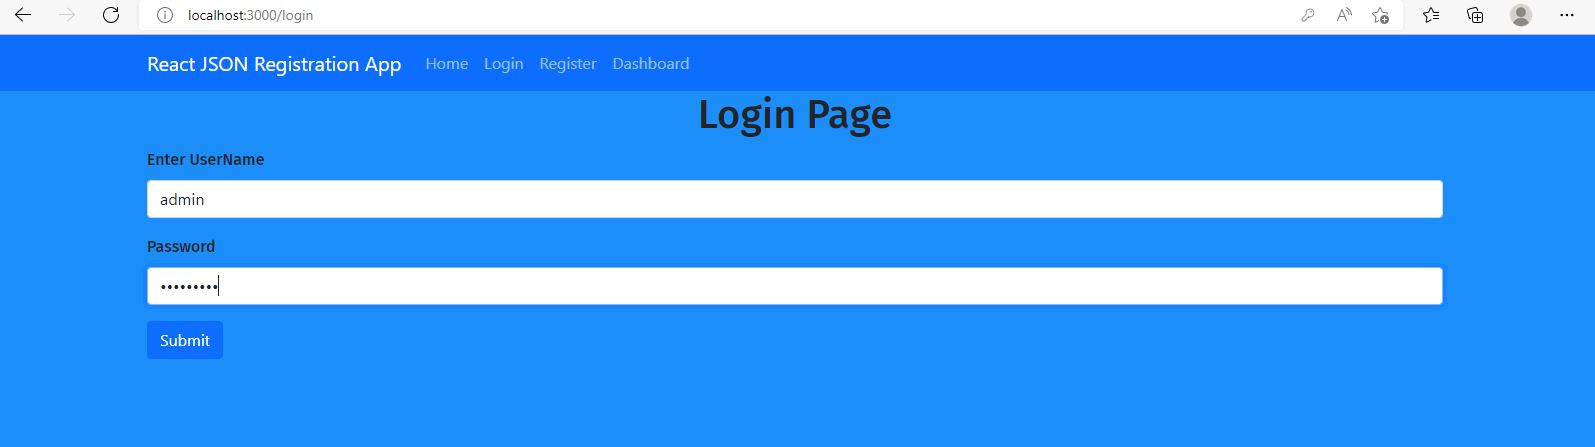 localhost:3000/login
React JSON Registration App Home Login Register Dashboard
Login Page
Enter UserName
admin
Password
•••••••••
Submit